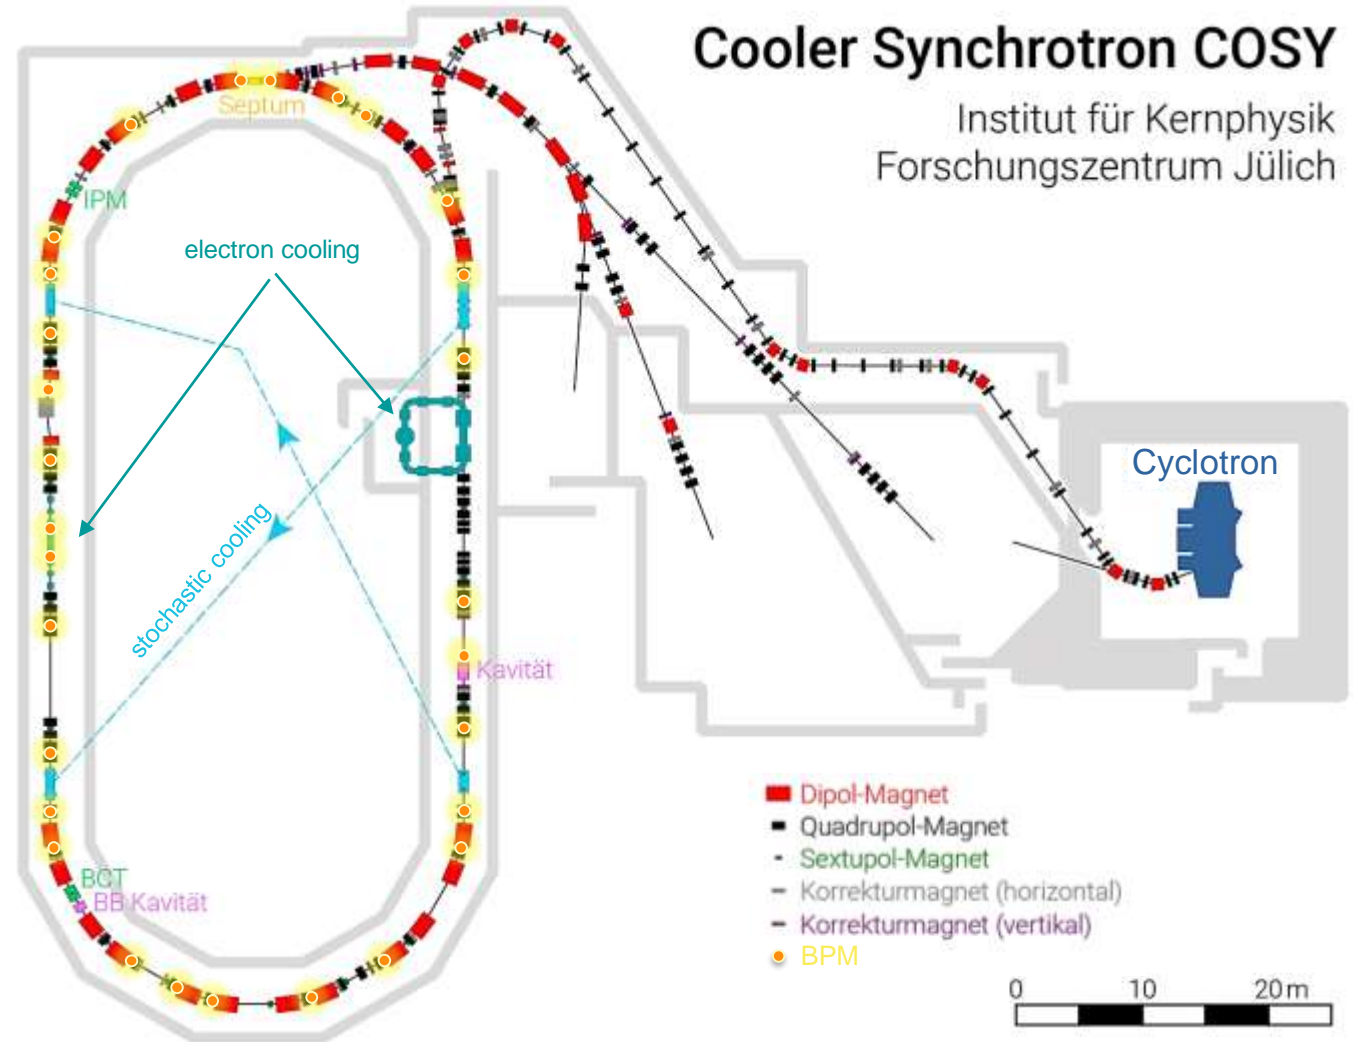 Cooler Synchrotron COSY
Institut für Kernphysik
Forschungszentrum Jülich
Septum
IPM
electron cooling
Cyclotron
stochastic cooling
Kavität
BCT
BB Kavität
Dipol-Magnet
Quadrupol-Magnet
Sextupol-Magnet
Korrekturmagnet (horizontal)
Korrekturmagnet (vertikal)
BPM
0 10 20 m